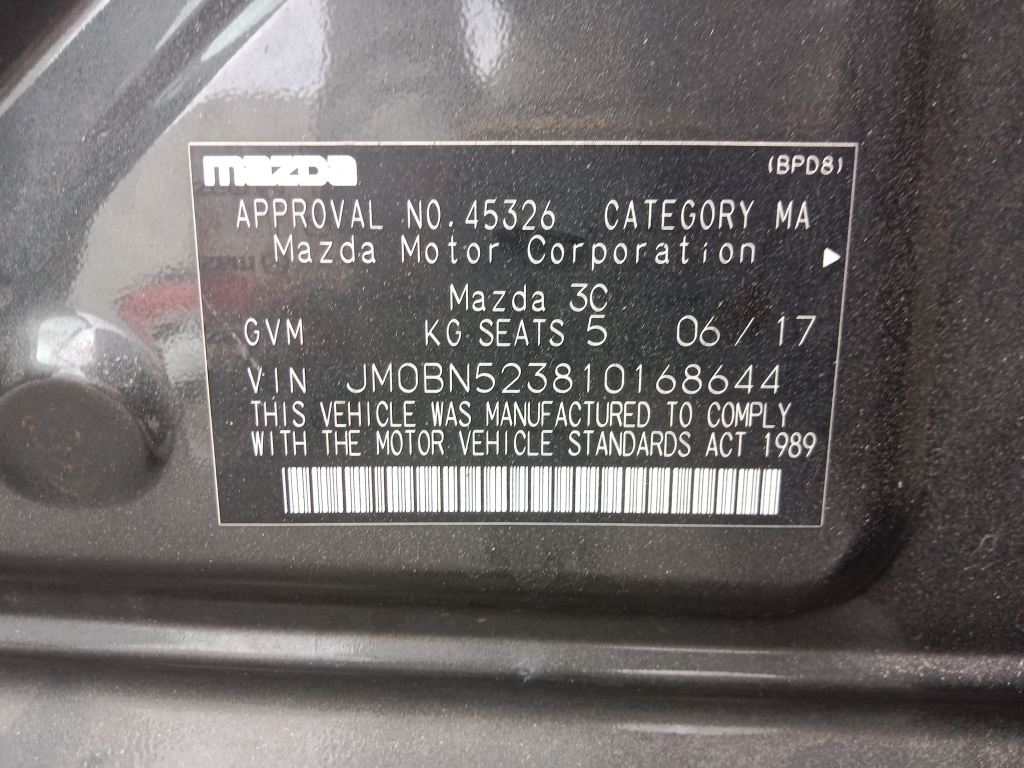 mazda (BPD8)
APPROVAL NO.45326 CATEGORY MA
Mazda Motor Corporation
Mazda 3C
GVM KG SEATS 5 06/17
VIN JM0BN523810168644
THIS VEHICLE WAS MANUFACTURED TO COMPLY
WITH THE MOTOR VEHICLE STANDARDS ACT 1989